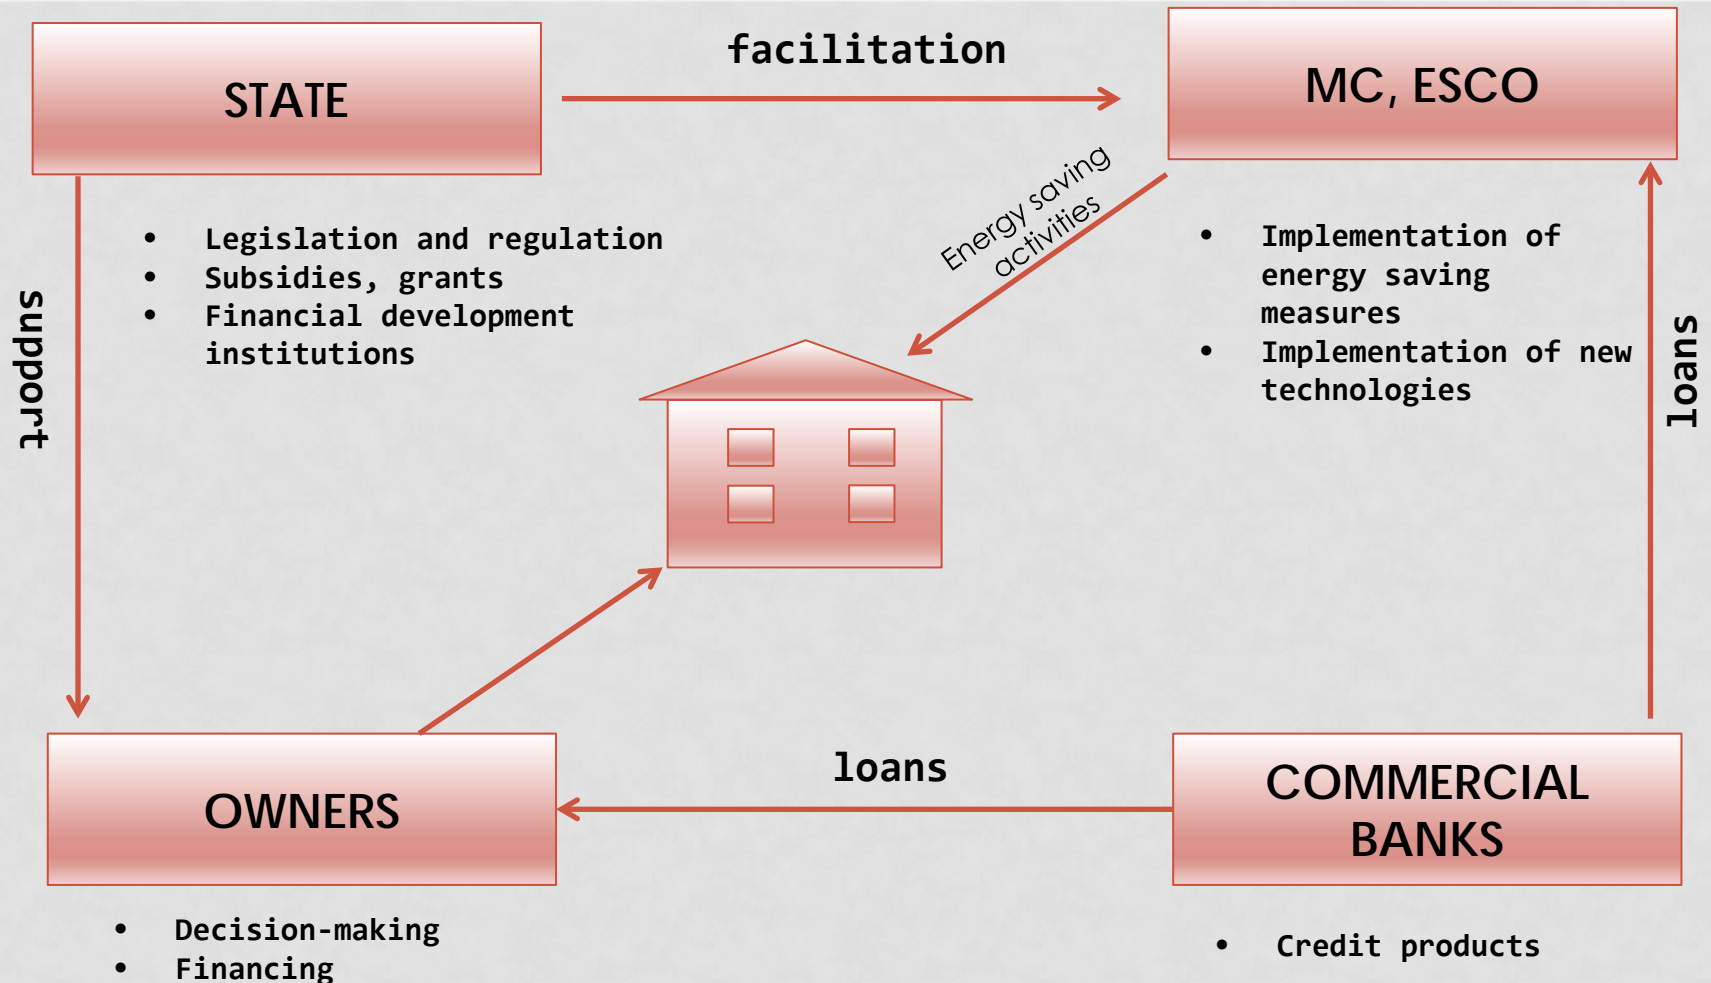 STATE
facilitation
MC, ESCO
Energy saving
activities
• Legislation and regulation
• Subsidies, grants
• Financial development
institutions
• Implementation of
energy saving
measures
• Implementation of new
technologies
support
loans
OWNERS
loans
COMMERCIAL
BANKS
• Decision-making
• Financing
• Credit products